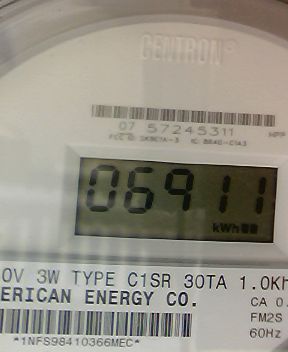 CENTRON®
07 57245311
06911
kWh
0V 3W TYPE C1SR 30TA 1.0Kh
ERICAN ENERGY CO.
CA 0.
FM2S
60Hz
*1NFS98410366MEC*